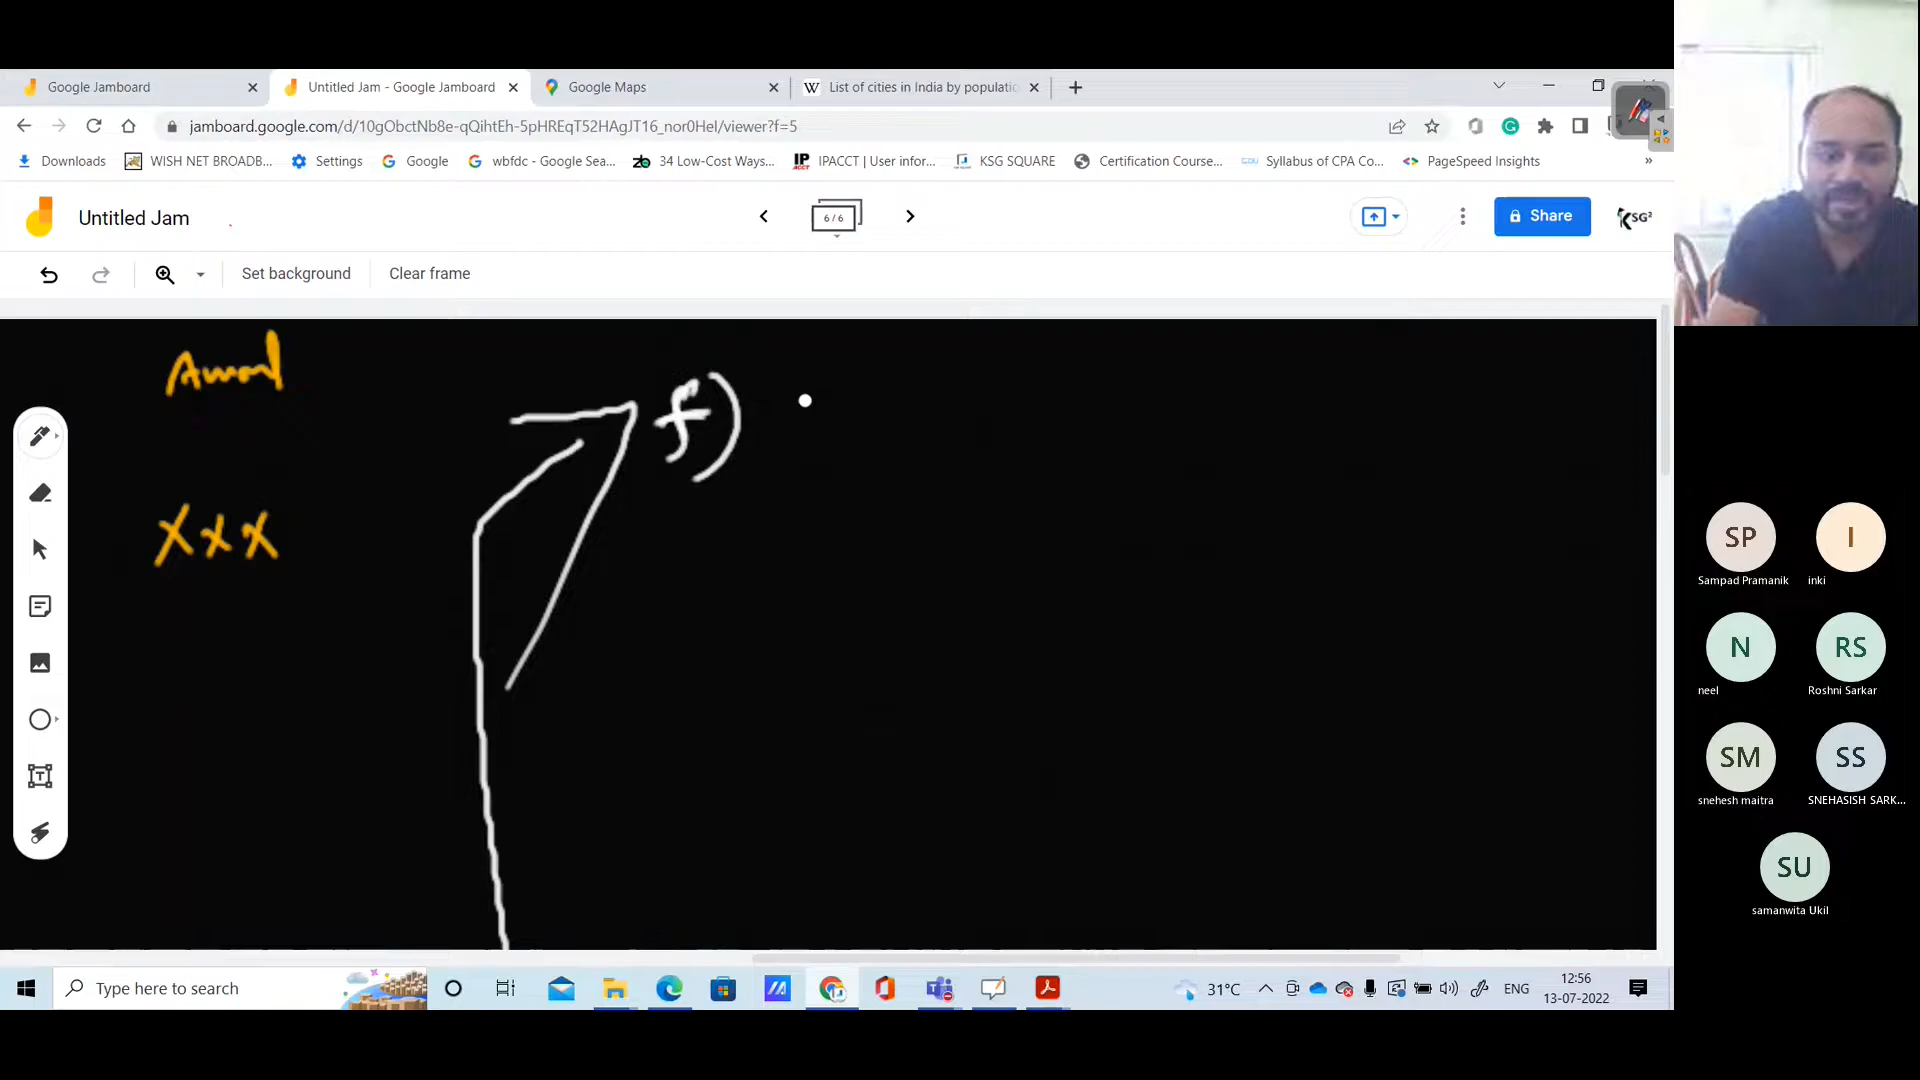 Google Jamboard
Untitled Jam - Google Jamboard
Google Maps
W List of cities in India by populatio
jamboard.google.com/d/10gObctNb8e-qQihtEh-5pHREqT52HAgJT16_nor0HeI/viewer?f=5
Downloads WISH NET BROADB... Settings Google wbfdc - Google Sea... 34 Low-Cost Ways... IPACCT | User infor... KSG SQUARE Certification Course... Syllabus of CPA Co... PageSpeed Insights »
Untitled Jam
6 / 6
Share
KSG²
Set background Clear frame
f)
XXX
SP I
Sampad Pramanik inki
N RS
neel Roshni Sarkar
SM SS
snehesh maitra SNEHASISH SARK...
SU
samanwita Ukil
Type here to search
31°C
ENG
12:56
13-07-2022